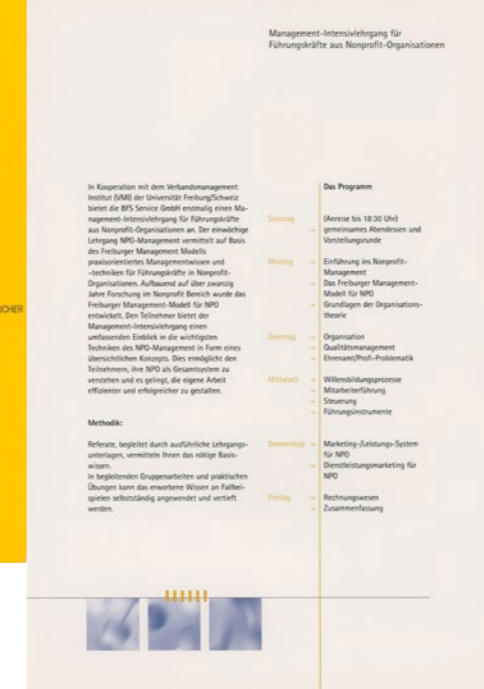 Management-Intensivlehrgang für
Führungskräfte aus Nonprofit-Organisationen
In Kooperation mit dem Verbandsmanagement
Institut (VMI) der Universität Freiburg/Schweiz
bietet die BFS Service GmbH erstmalig einen Ma-
nagement-Intensivlehrgang für Führungskräfte
aus Nonprofit-Organisationen an. Der einwöchige
Lehrgang NPO-Management vermittelt auf Basis
des Freiburger Management Modells
praxisorientiertes Managementwissen und
-techniken für Führungskräfte in Nonprofit-
Organisationen. Aufbauend auf über zwanzig
Jahre Forschung im Nonprofit Bereich wurde das
Freiburger Management-Modell für NPO
entwickelt. Den Teilnehmer bietet der
Management-Intensivlehrgang einen
umfassenden Einblick in die wichtigsten
Techniken des NPO-Management in Form eines
übersichtlichen Konzepts. Dies ermöglicht den
Teilnehmern, ihre NPO als Gesamtsystem zu
verstehen und es gelingt, die eigene Arbeit
effizienter und erfolgreicher zu gestalten.
Methodik:
Referate, begleitet durch ausführliche Lehrgangs-
unterlagen, vermitteln Ihnen das nötige Basis-
wissen.
In begleitenden Gruppenarbeiten und praktischen
Übungen kann das erworbene Wissen an Fallbei-
spielen selbstständig angewendet und vertieft
werden.
Das Programm
Sonntag (Anreise bis 18:30 Uhr)
→ gemeinsames Abendessen und
Vorstellungsrunde
Montag → Einführung ins Nonprofit-
Management
→ Das Freiburger Management-
Modell für NPO
→ Grundlagen der Organisations-
theorie
Dienstag → Organisation
→ Qualitätsmanagement
→ Ehrenamt/Profi-Problematik
Mittwoch → Willensbildungsprozesse
→ Mitarbeiterführung
→ Steuerung
→ Führungsinstrumente
Donnerstag → Marketing-/Leistungs-System
für NPO
→ Dienstleistungsmarketing für
NPO
Freitag → Rechnungswesen
→ Zusammenfassung